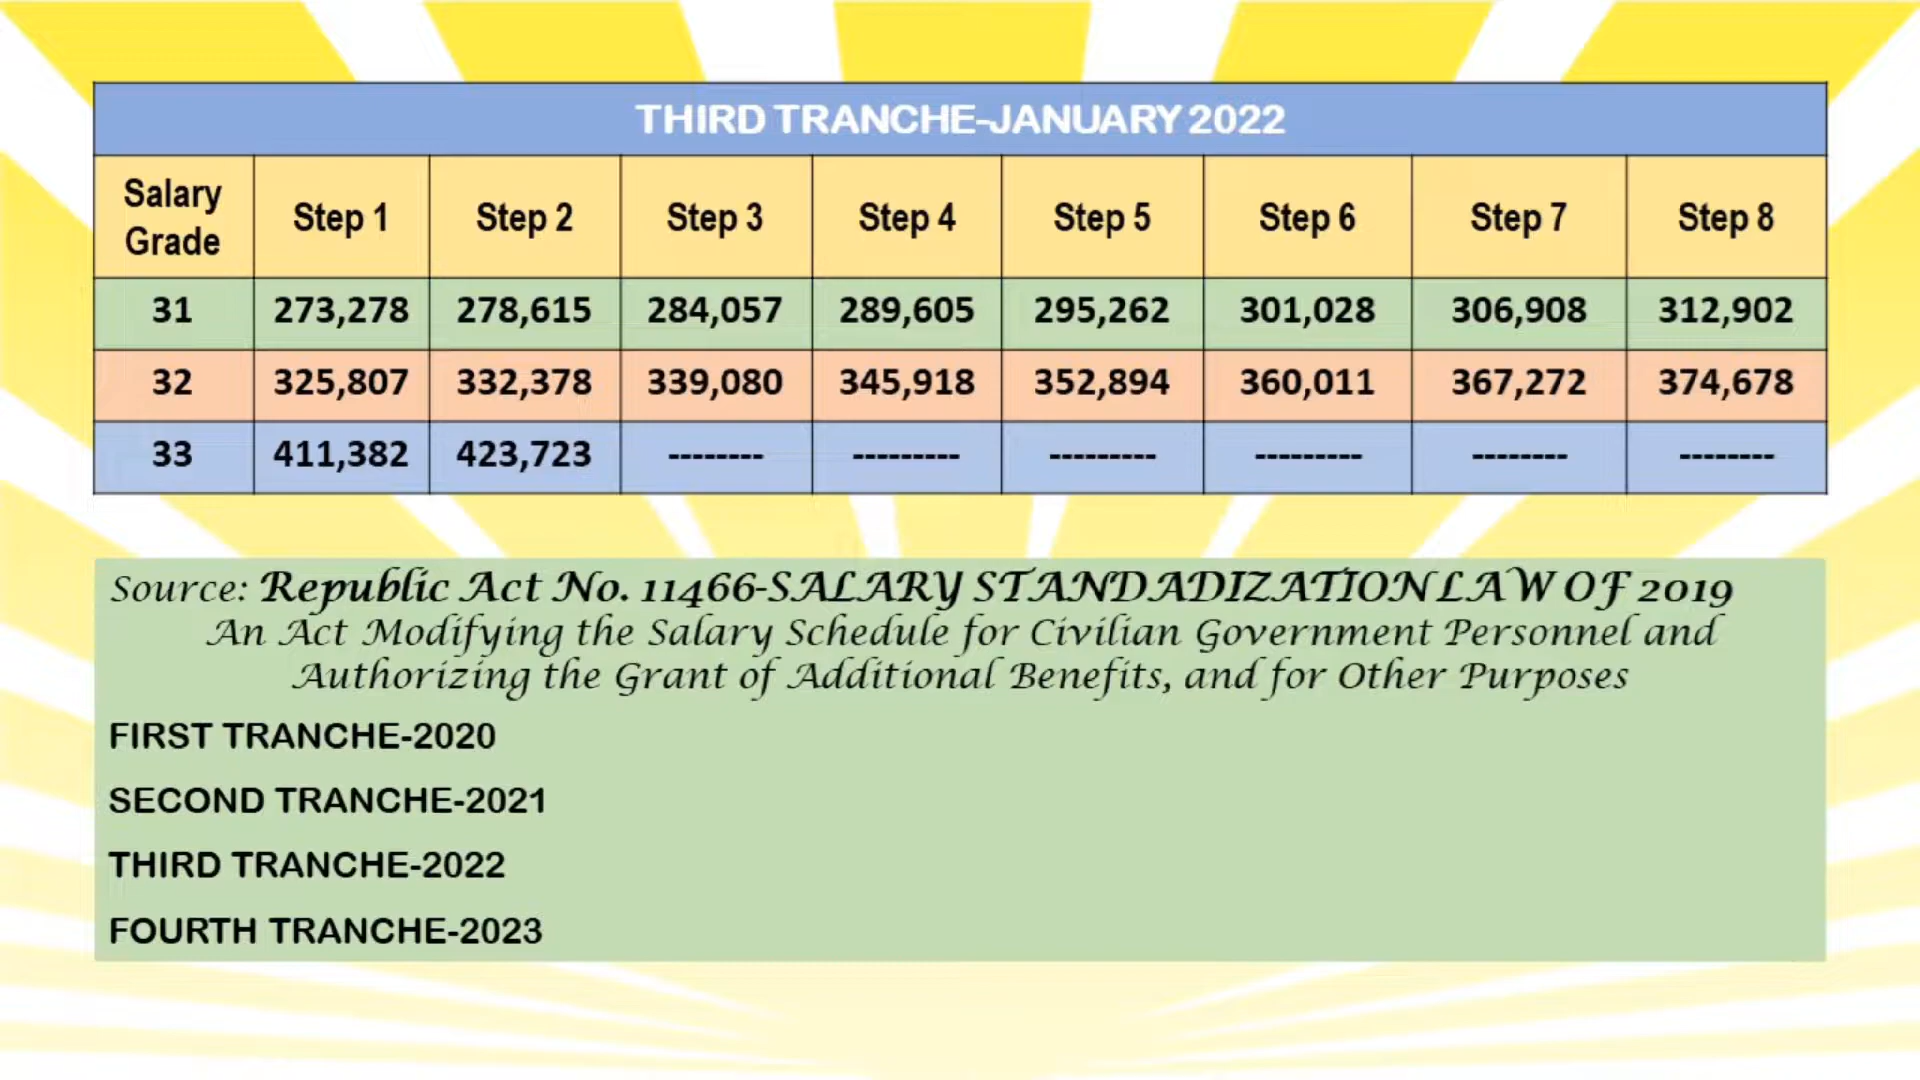 THIRD TRANCHE-JANUARY 2022
Salary Grade Step 1 Step 2 Step 3 Step 4 Step 5 Step 6 Step 7 Step 8
31 273,278 278,615 284,057 289,605 295,262 301,028 306,908 312,902
32 325,807 332,378 339,080 345,918 352,894 360,011 367,272 374,678
33 411,382 423,723 -------- --------- --------- --------- -------- --------
Source: Republic Act No. 11466-SALARY STANDADIZATION LAW OF 2019
An Act Modifying the Salary Schedule for Civilian Government Personnel and
Authorizing the Grant of Additional Benefits, and for Other Purposes
FIRST TRANCHE-2020
SECOND TRANCHE-2021
THIRD TRANCHE-2022
FOURTH TRANCHE-2023